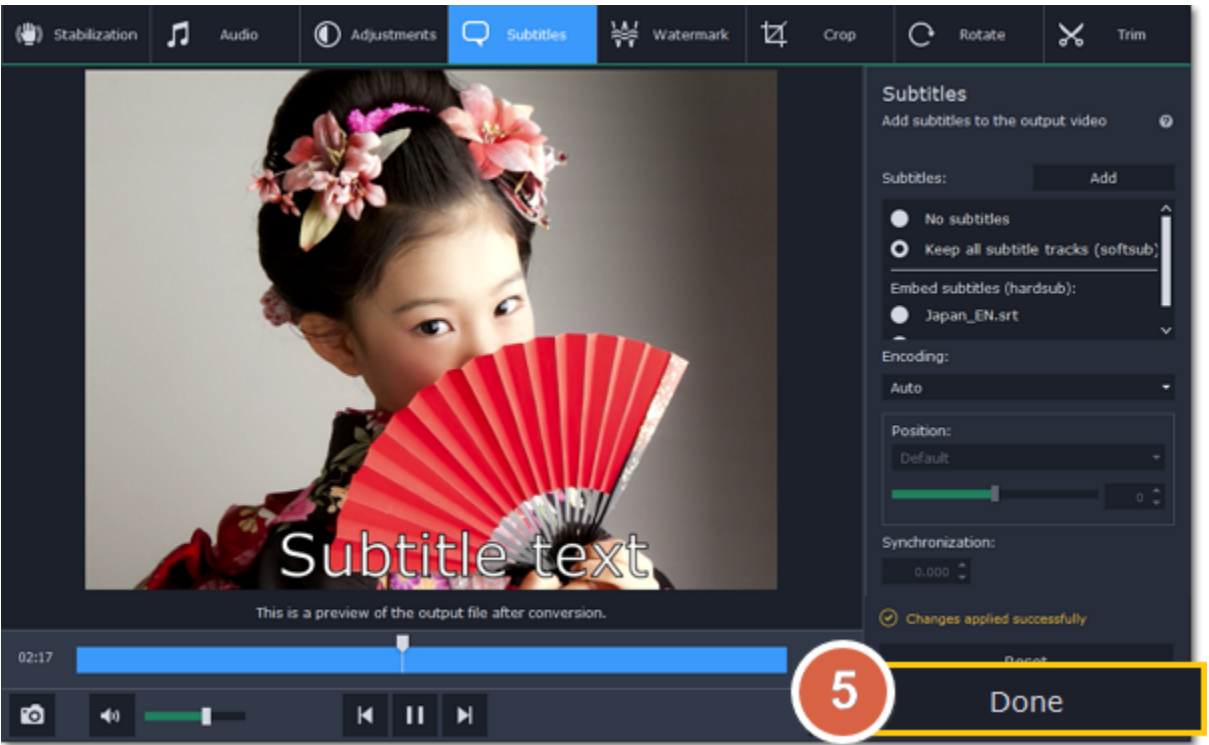 Stabilization
Audio
Adjustments
Subtitles
Watermark
Crop
Rotate
Trim
Subtitles
Add subtitles to the output video
?
Subtitles:
Add
No subtitles
Keep all subtitle tracks (softsub)
Embed subtitles (hardsub):
Japan_EN.srt
Encoding:
Auto
Position:
Default
0
Synchronization:
0.000
Changes applied successfully
Reset
Subtitle text
This is a preview of the output file after conversion.
02:17
5
Done